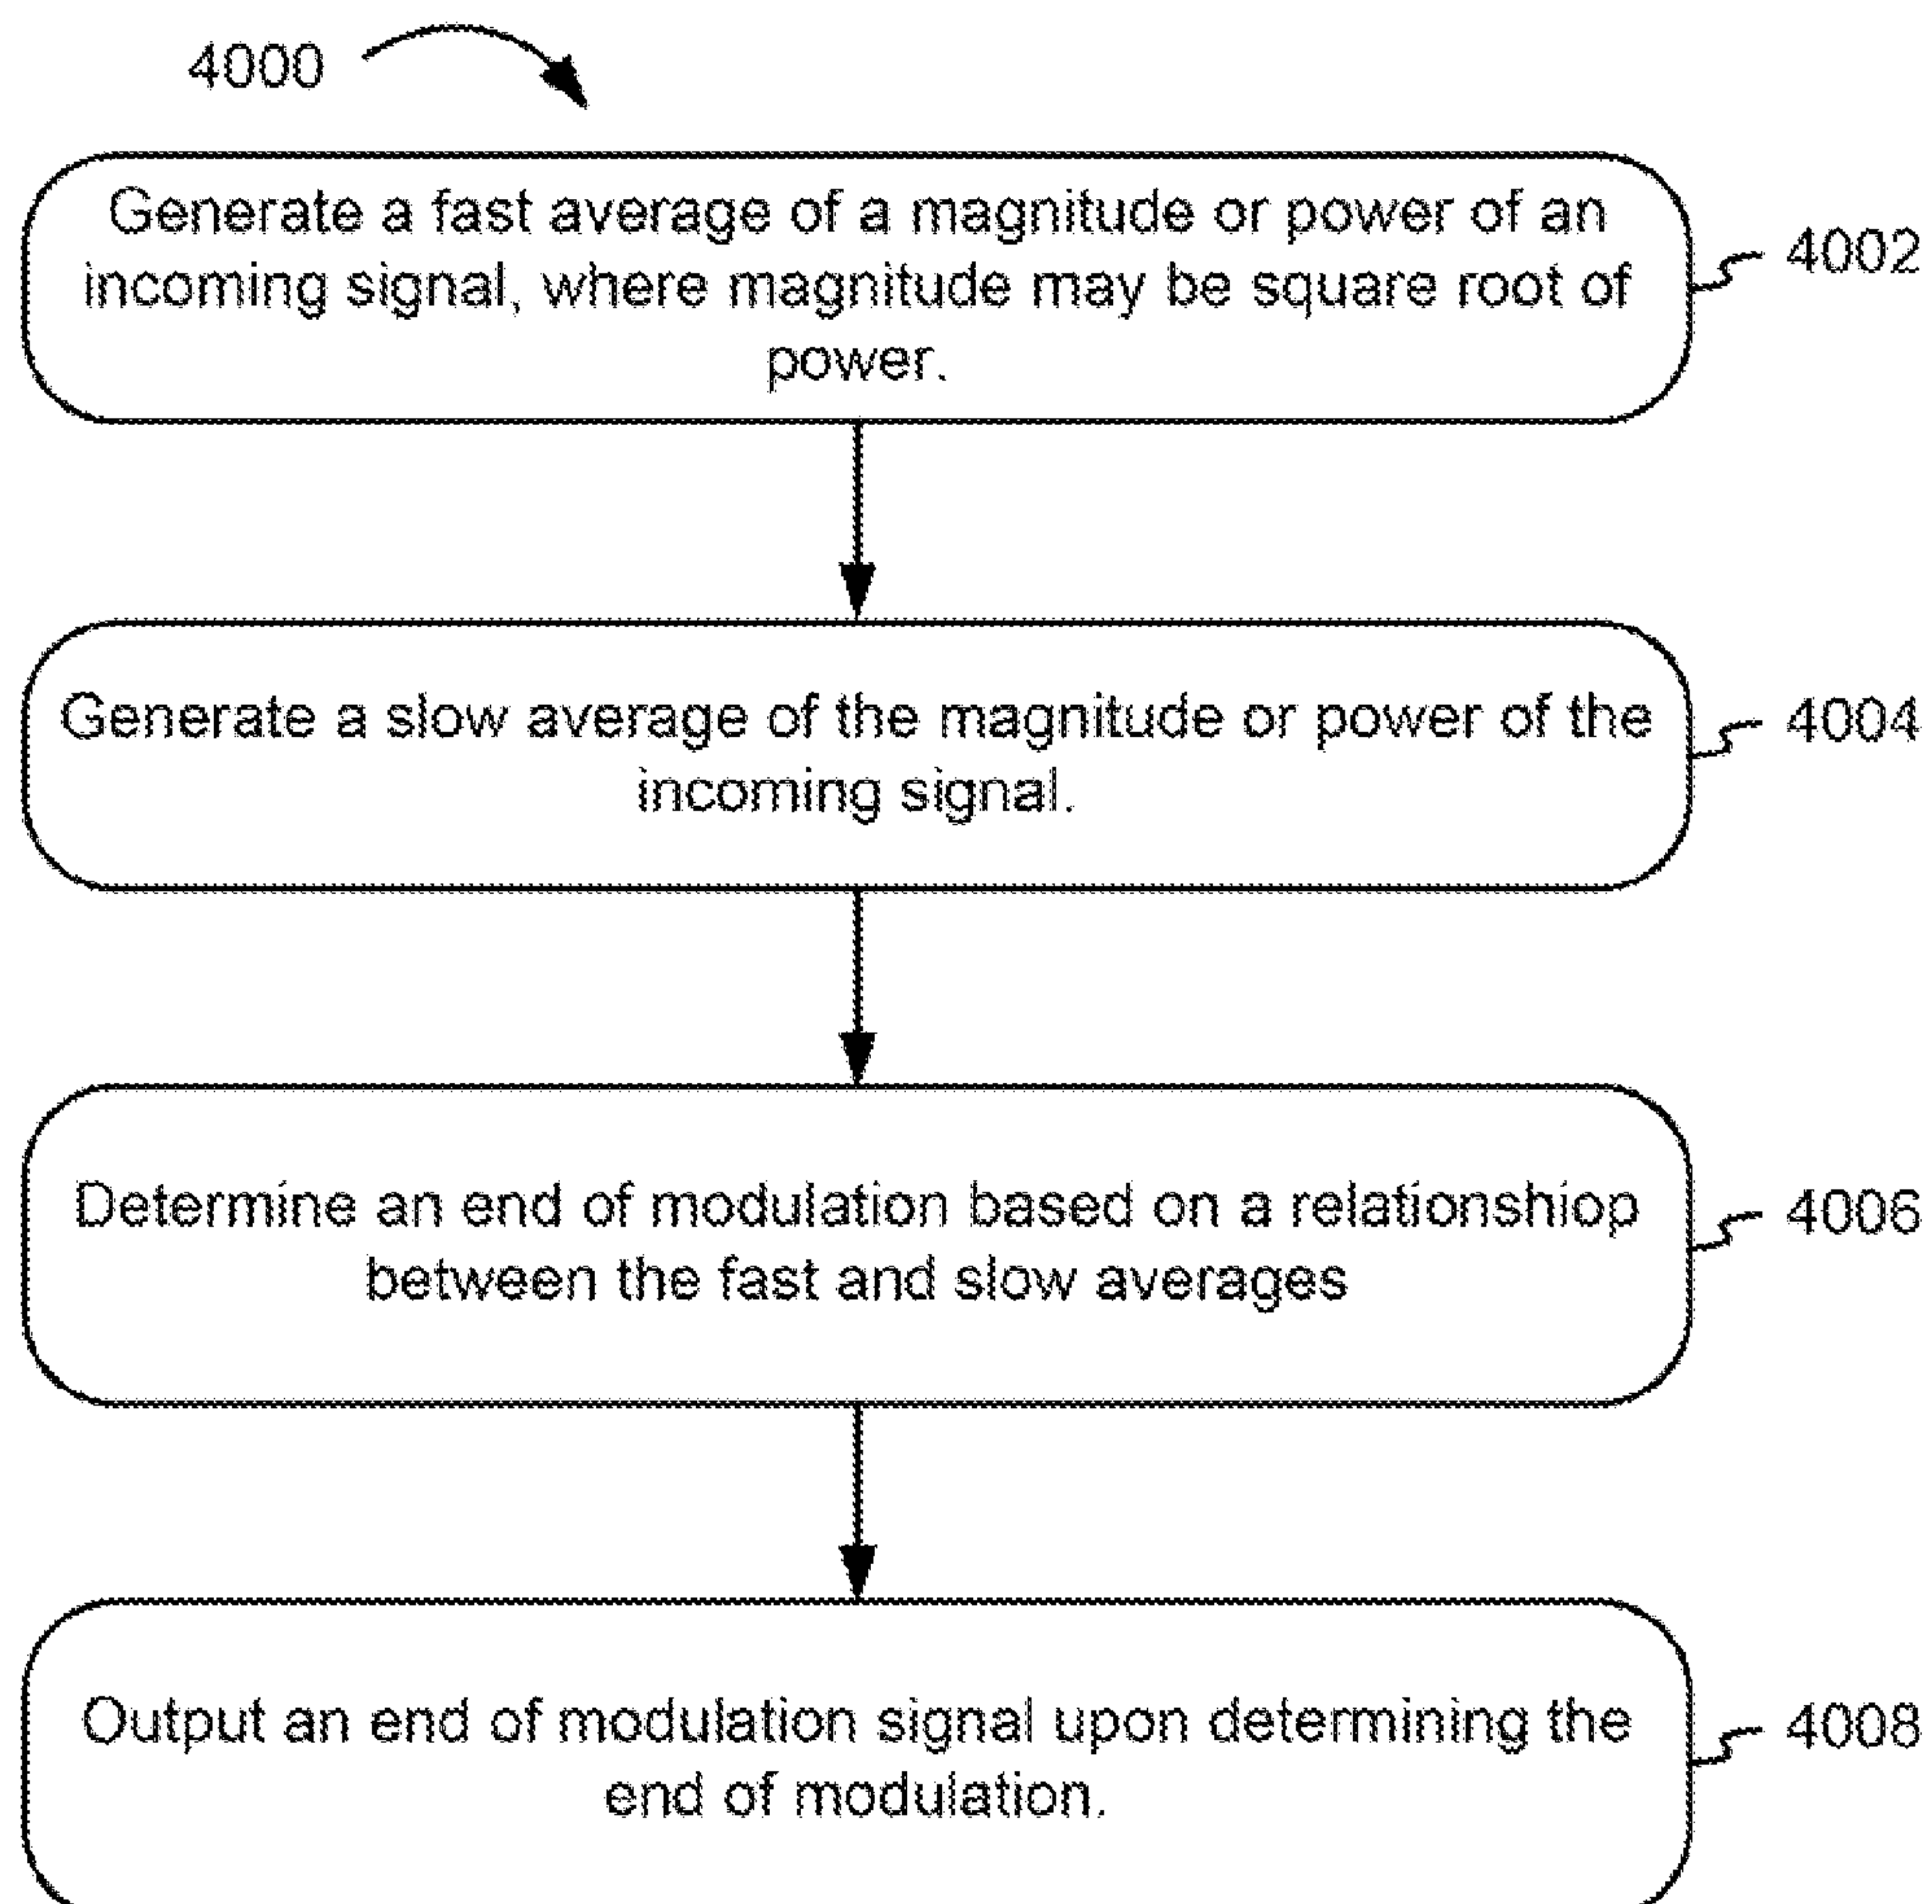 4000
Generate a fast average of a magnitude or power of an
incoming signal, where magnitude may be square root of
power.
4002
Generate a slow average of the magnitude or power of the
incoming signal.
4004
Determine an end of modulation based on a relationshiop
between the fast and slow averages
4006
Output an end of modulation signal upon determining the
end of modulation.
4008